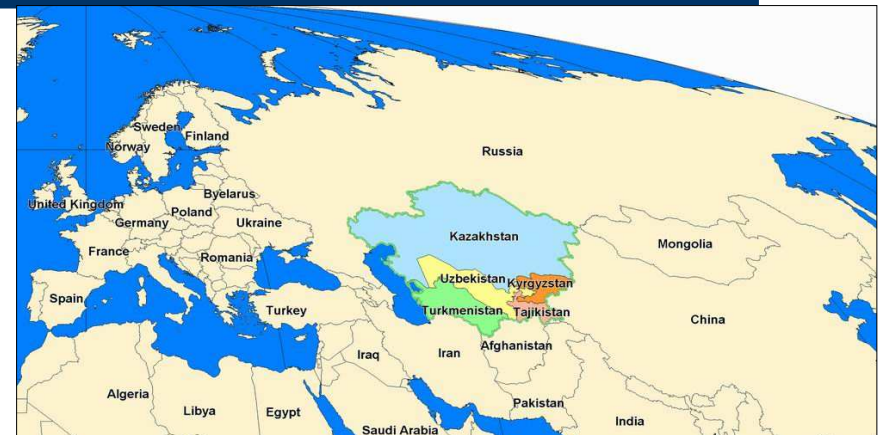 Sweden
Finland
Norway
Russia
United Kingdom
Byelarus
Poland
Germany
Ukraine
Kazakhstan
Mongolia
France
Romania
Uzbekistan
Kyrgyzstan
Spain
Turkey
Turkmenistan
Tajikistan
China
Iraq
Iran
Afghanistan
Algeria
Pakistan
Libya
Egypt
India
Saudi Arabia